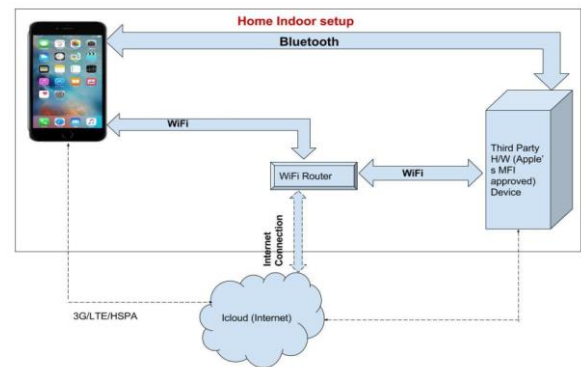 Home Indoor setup
Bluetooth
WiFi
WiFi Router
WiFi
Third Party
H/W (Apple'
s MFI
approved)
Device
Internet
Connection
3G/LTE/HSPA
Icloud (Internet)